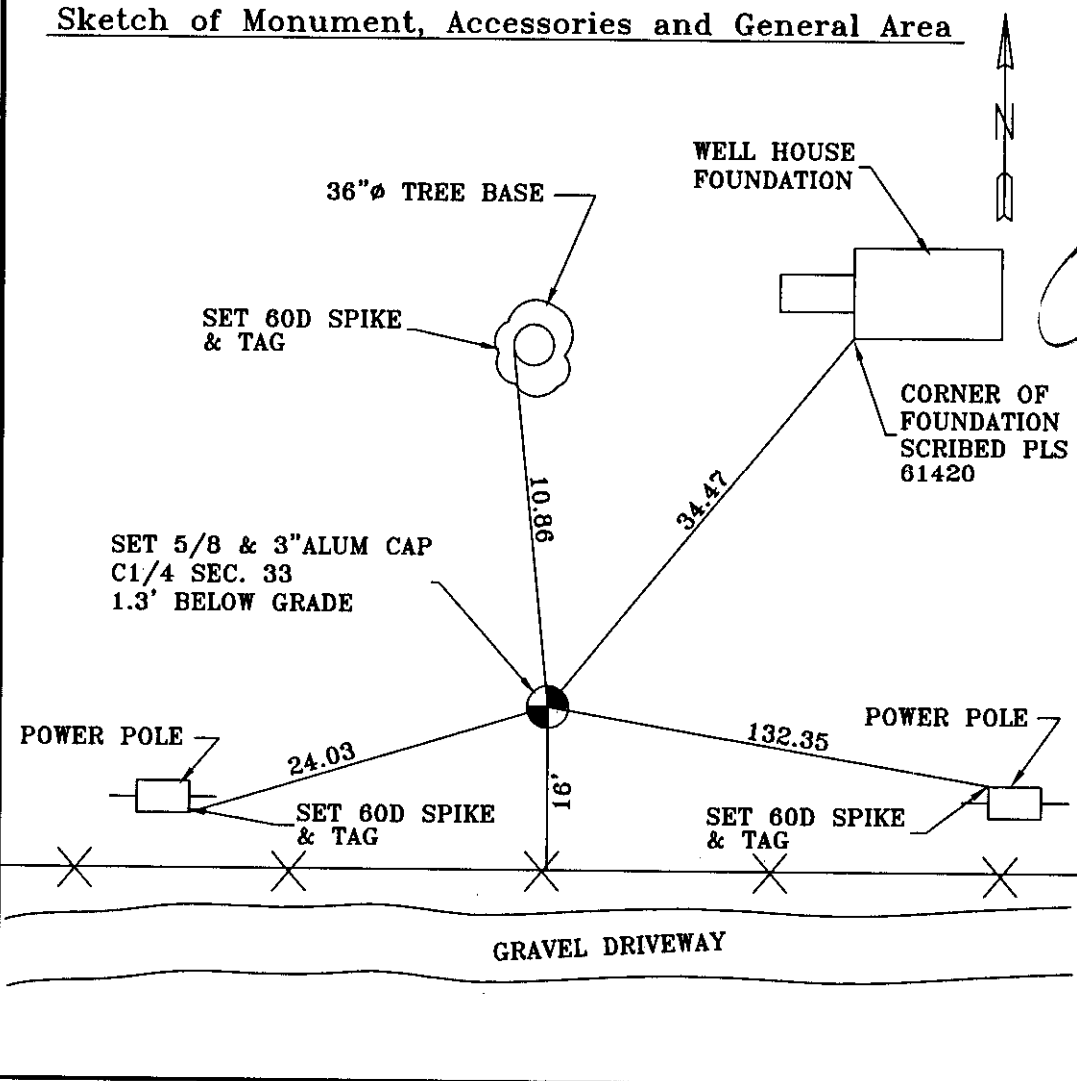 Sketch of Monument, Accessories and General Area
N
WELL HOUSE
FOUNDATION
36"ø TREE BASE
SET 60D SPIKE
& TAG
CORNER OF
FOUNDATION
SCRIBED PLS
61420
10.86
34.47
SET 5/8 & 3"ALUM CAP
C1/4 SEC. 33
1.3' BELOW GRADE
POWER POLE
24.03
132.35
POWER POLE
16'
SET 60D SPIKE
& TAG
SET 60D SPIKE
& TAG
GRAVEL DRIVEWAY